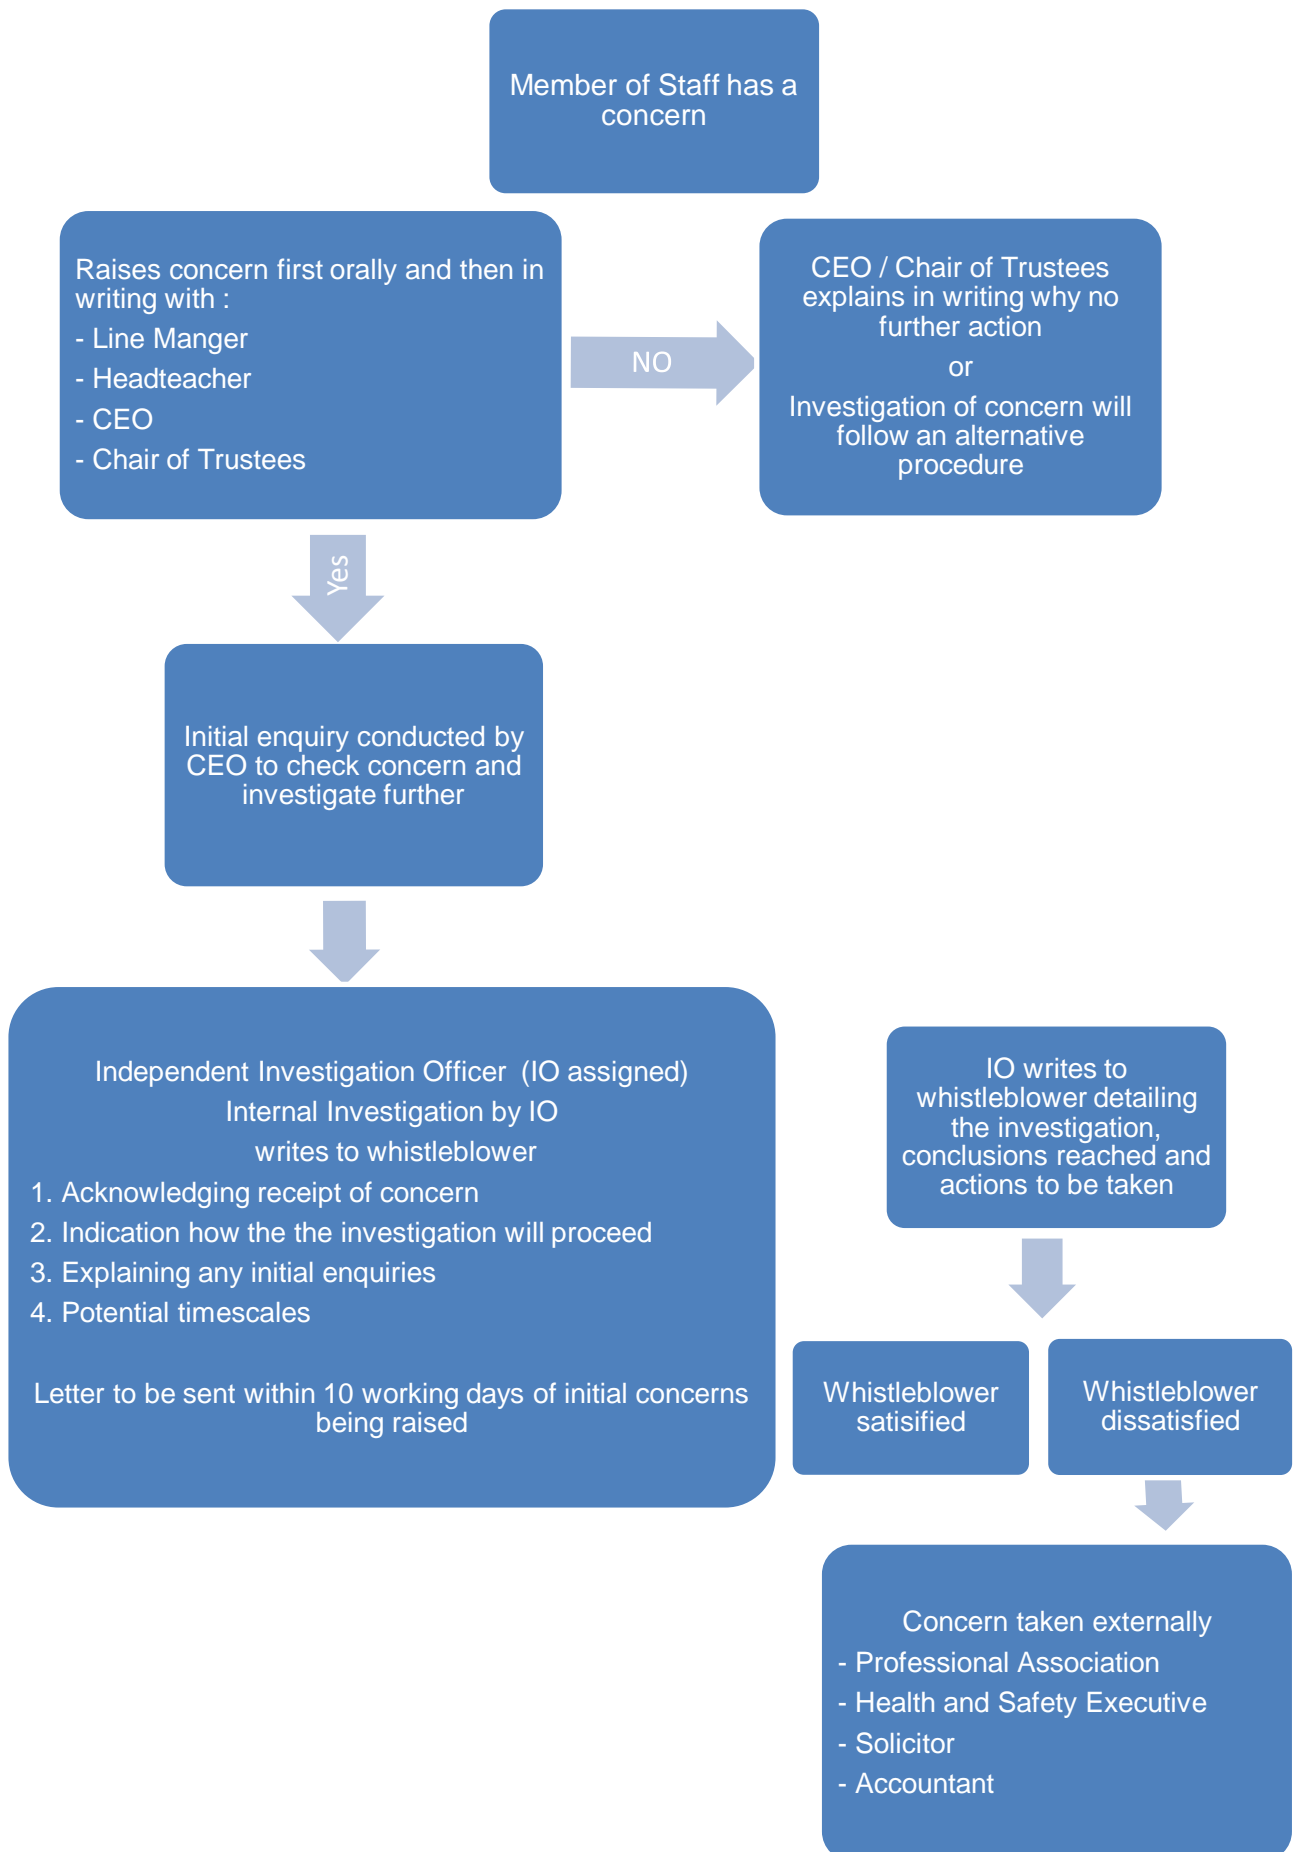 Member of Staff has a
concern
Raises concern first orally and then in
writing with :
- Line Manger
- Headteacher
- CEO
- Chair of Trustees
NO
CEO / Chair of Trustees
explains in writing why no
further action
or
Investigation of concern will
follow an alternative
procedure
Yes
Initial enquiry conducted by
CEO to check concern and
investigate further
Independent Investigation Officer (IO assigned)
Internal Investigation by IO
writes to whistleblower
1. Acknowledging receipt of concern
2. Indication how the the investigation will proceed
3. Explaining any initial enquiries
4. Potential timescales
Letter to be sent within 10 working days of initial concerns
being raised
IO writes to
whistleblower detailing
the investigation,
conclusions reached and
actions to be taken
Whistleblower
satisified
Whistleblower
dissatisfied
Concern taken externally
- Professional Association
- Health and Safety Executive
- Solicitor
- Accountant